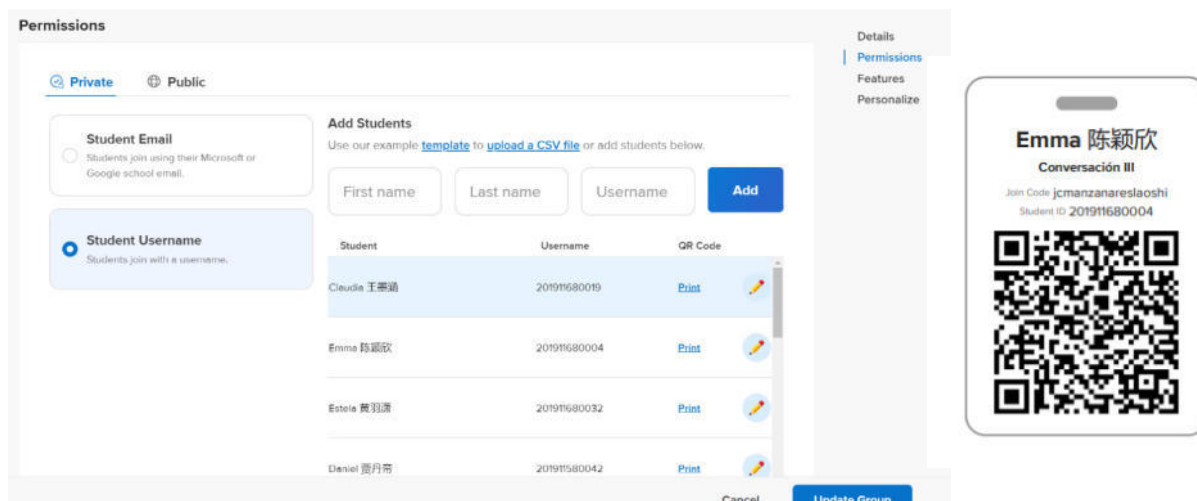 Permissions
Private
Public
Student Email
Students join using their Microsoft or
Google school email.
Student Username
Students join with a username.
Add Students
Use our example template to upload a CSV file or add students below.
First name
Last name
Username
Add
Student
Username
QR Code
Claudia 王
201911680019
Print
Emma 陈颖欣
201911680004
Print
Estela 黄羽潇
201911680032
Print
Daniel 贾丹
201911580042
Print
Cancel
Update Group
Details
Permissions
Features
Personalize
Emma 陈颖欣
Conversación III
Join Code jcmanzanareslaoshi
Student ID 201911680004